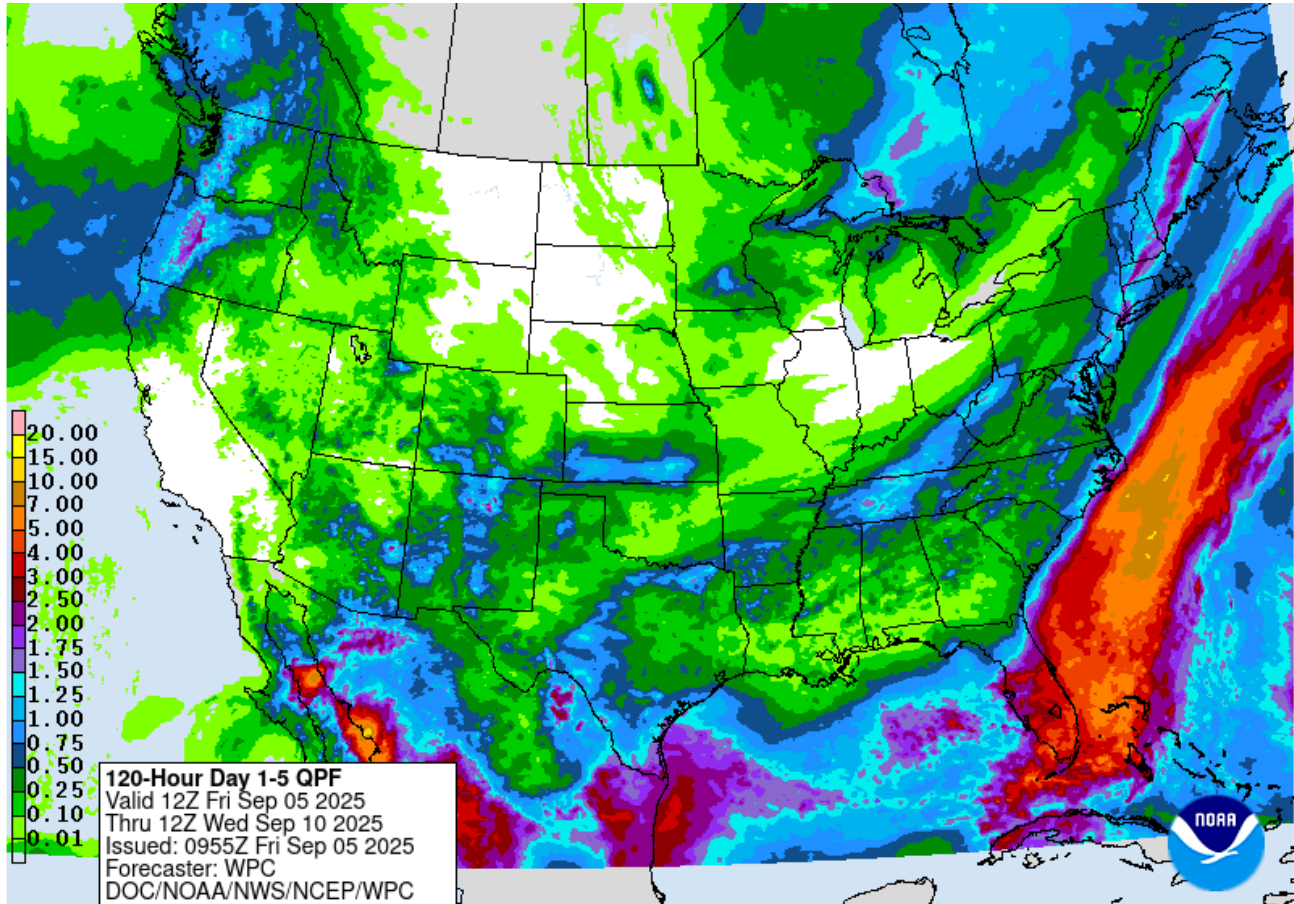 20.00
15.00
10.00
7.00
5.00
4.00
3.00
2.50
2.00
1.75
1.50
1.25
1.00
0.75
0.50
0.25
0.10
0.01
120-Hour Day 1-5 QPF
Valid 12Z Fri Sep 05 2025
Thru 12Z Wed Sep 10 2025
Issued: 0955Z Fri Sep 05 2025
Forecaster: WPC
DOC/NOAA/NWS/NCEP/WPC
NOAA